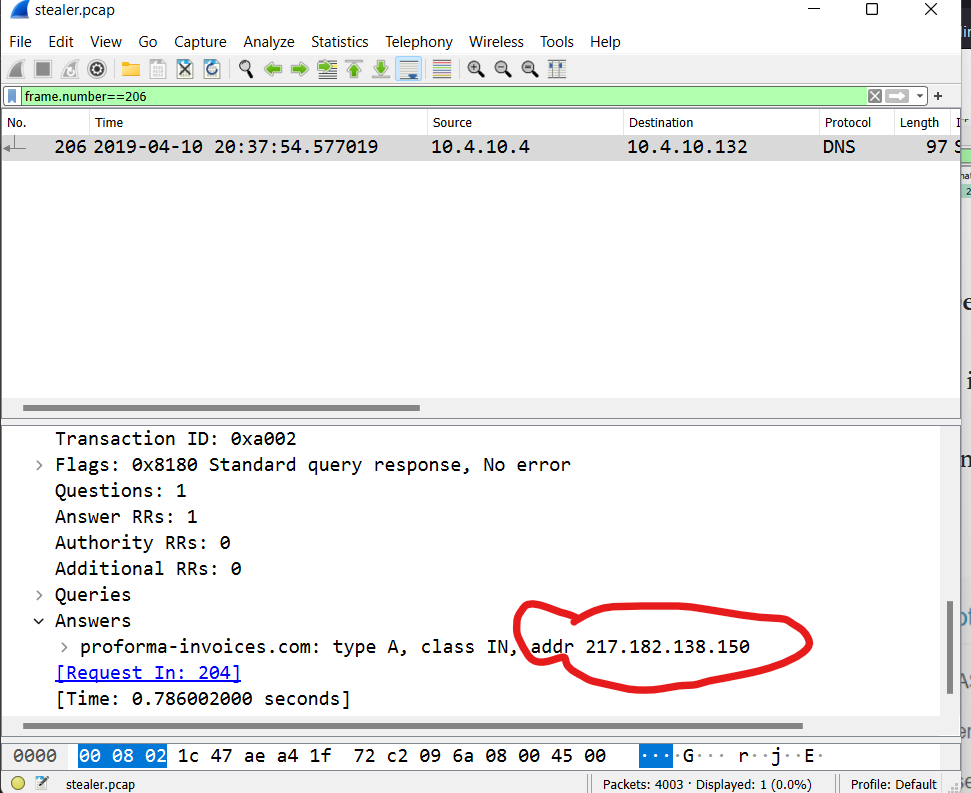 stealer.pcap
File Edit View Go Capture Analyze Statistics Telephony Wireless Tools Help
frame.number==206
No. Time Source Destination Protocol Length
206 2019-04-10 20:37:54.577019 10.4.10.4 10.4.10.132 DNS 97
Transaction ID: 0xa002
Flags: 0x8180 Standard query response, No error
Questions: 1
Answer RRs: 1
Authority RRs: 0
Additional RRs: 0
Queries
Answers
proforma-invoices.com: type A, class IN, addr 217.182.138.150
[Request In: 204]
[Time: 0.786002000 seconds]
0000 00 08 02 1c 47 ae a4 1f 72 c2 09 6a 08 00 45 00 ····G··· r··j··E·
stealer.pcap Packets: 4003 · Displayed: 1 (0.0%) Profile: Default